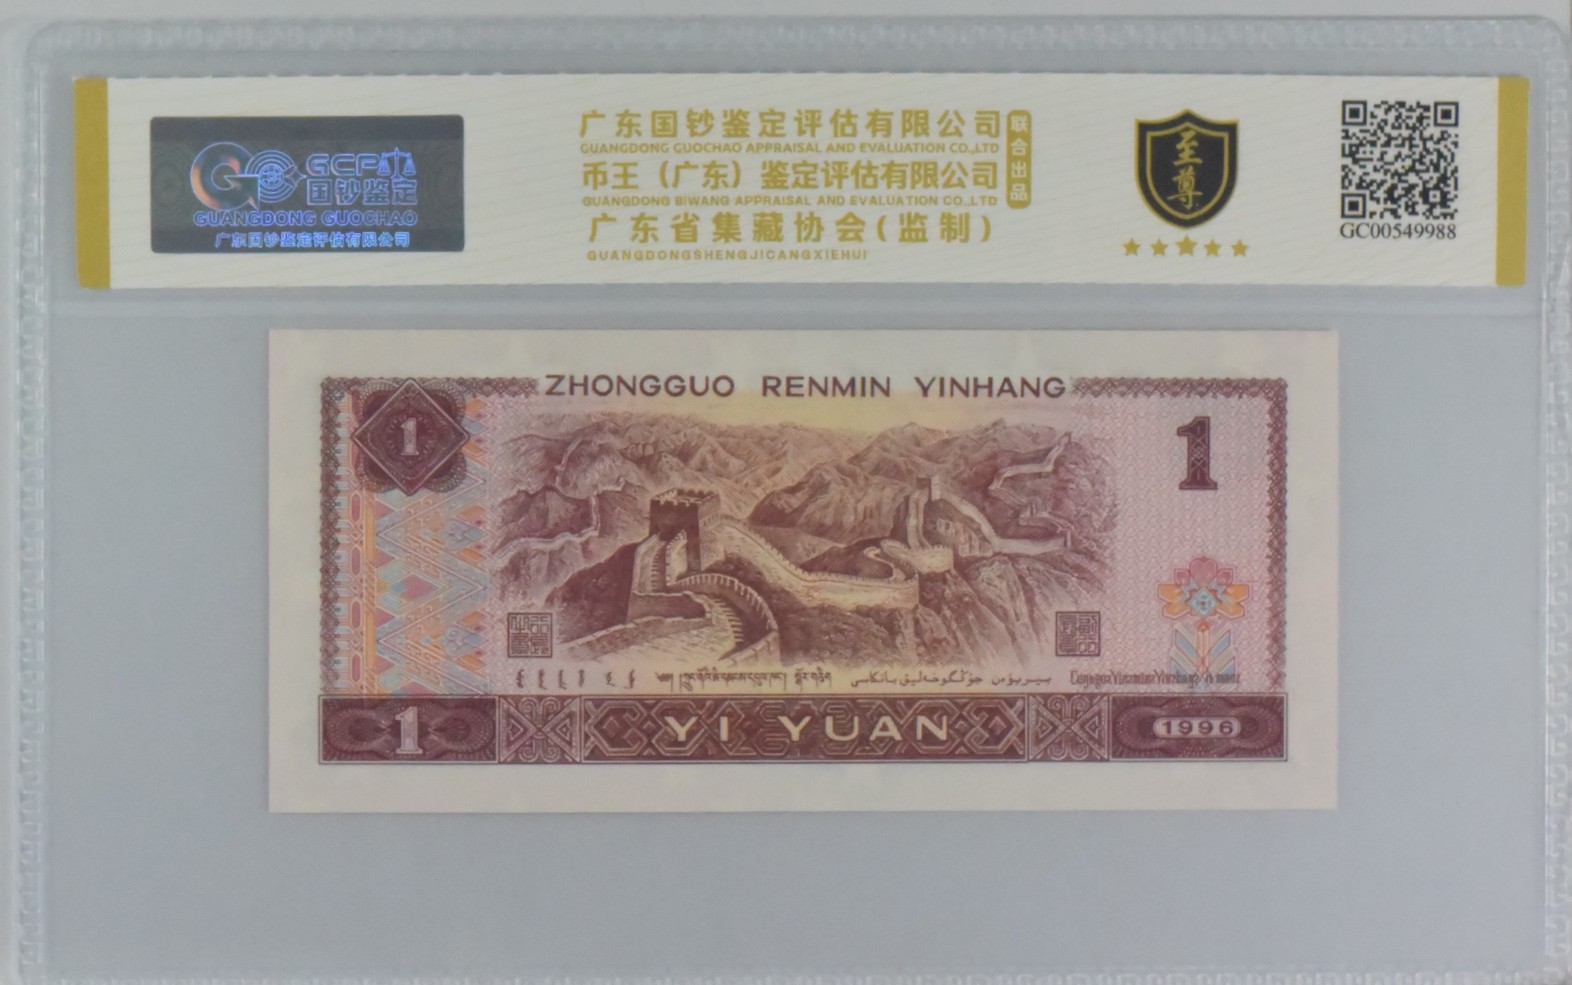 GCP
国钞鉴定
GUANGDONG GUOCHAO
广东国钞鉴定评估有限公司
广东国钞鉴定评估有限公司
GUANGDONG GUOCHAO APPRAISAL AND EVALUATION CO.,LTD
币王（广东）鉴定评估有限公司
GUANGDONG BIWANG APPRAISAL AND EVALUATION CO.,LTD
广东省集藏协会(监制)
GUANGDONGSHENGJICANGXIEHUI
联合出品
至尊
GC00549988
ZHONGGUO RENMIN YINHANG
1
1
1
YI YUAN
1996